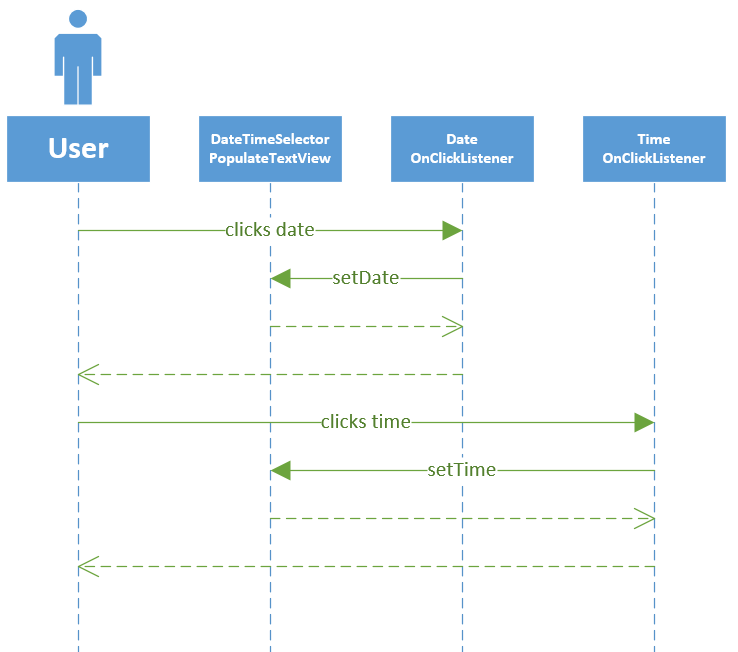 User
DateTimeSelector
PopulateTextView
Date
OnClickListener
Time
OnClickListener
clicks date
setDate
clicks time
setTime